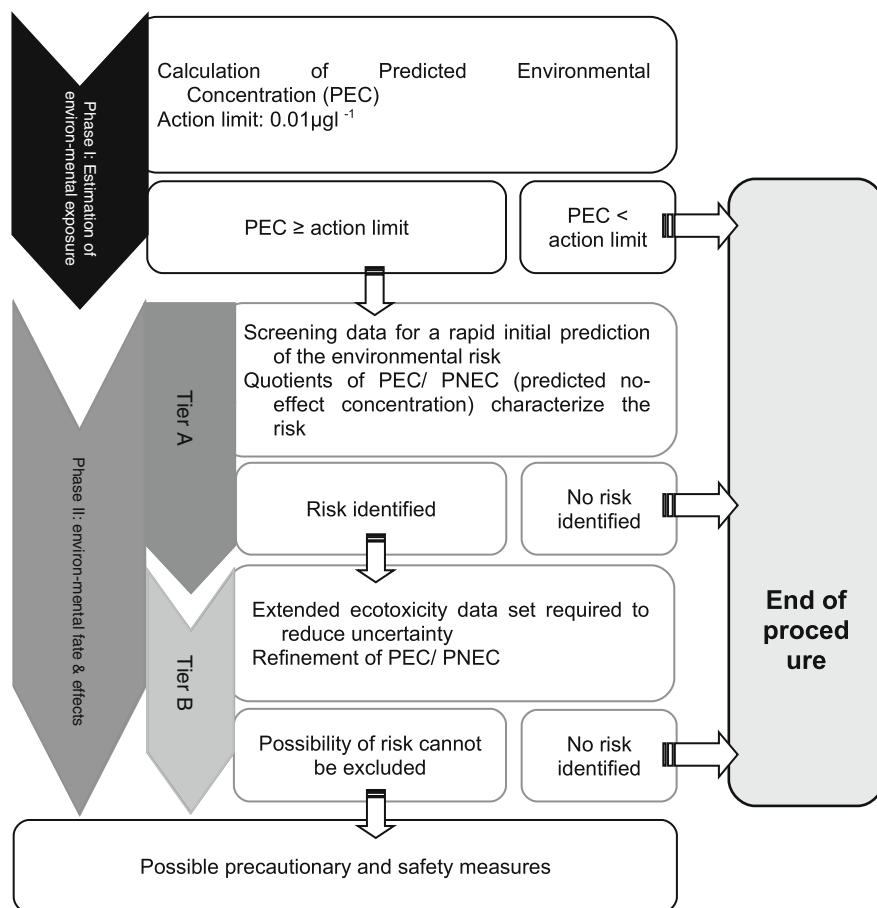 Calculation of Predicted Environmental
Concentration (PEC)
Action limit: 0.01µgl -1
Phase I: Estimation of
environ-mental exposure
PEC ≥ action limit
PEC <
action limit
Screening data for a rapid initial prediction
of the environmental risk
Quotients of PEC/ PNEC (predicted no-
effect concentration) characterize the
risk
Tier A
Phase II: environ-mental fate & effects
Risk identified
No risk
identified
Extended ecotoxicity data set required to
reduce uncertainty
Refinement of PEC/ PNEC
Tier B
Possibility of risk cannot
be excluded
No risk
identified
End of
proced
ure
Possible precautionary and safety measures